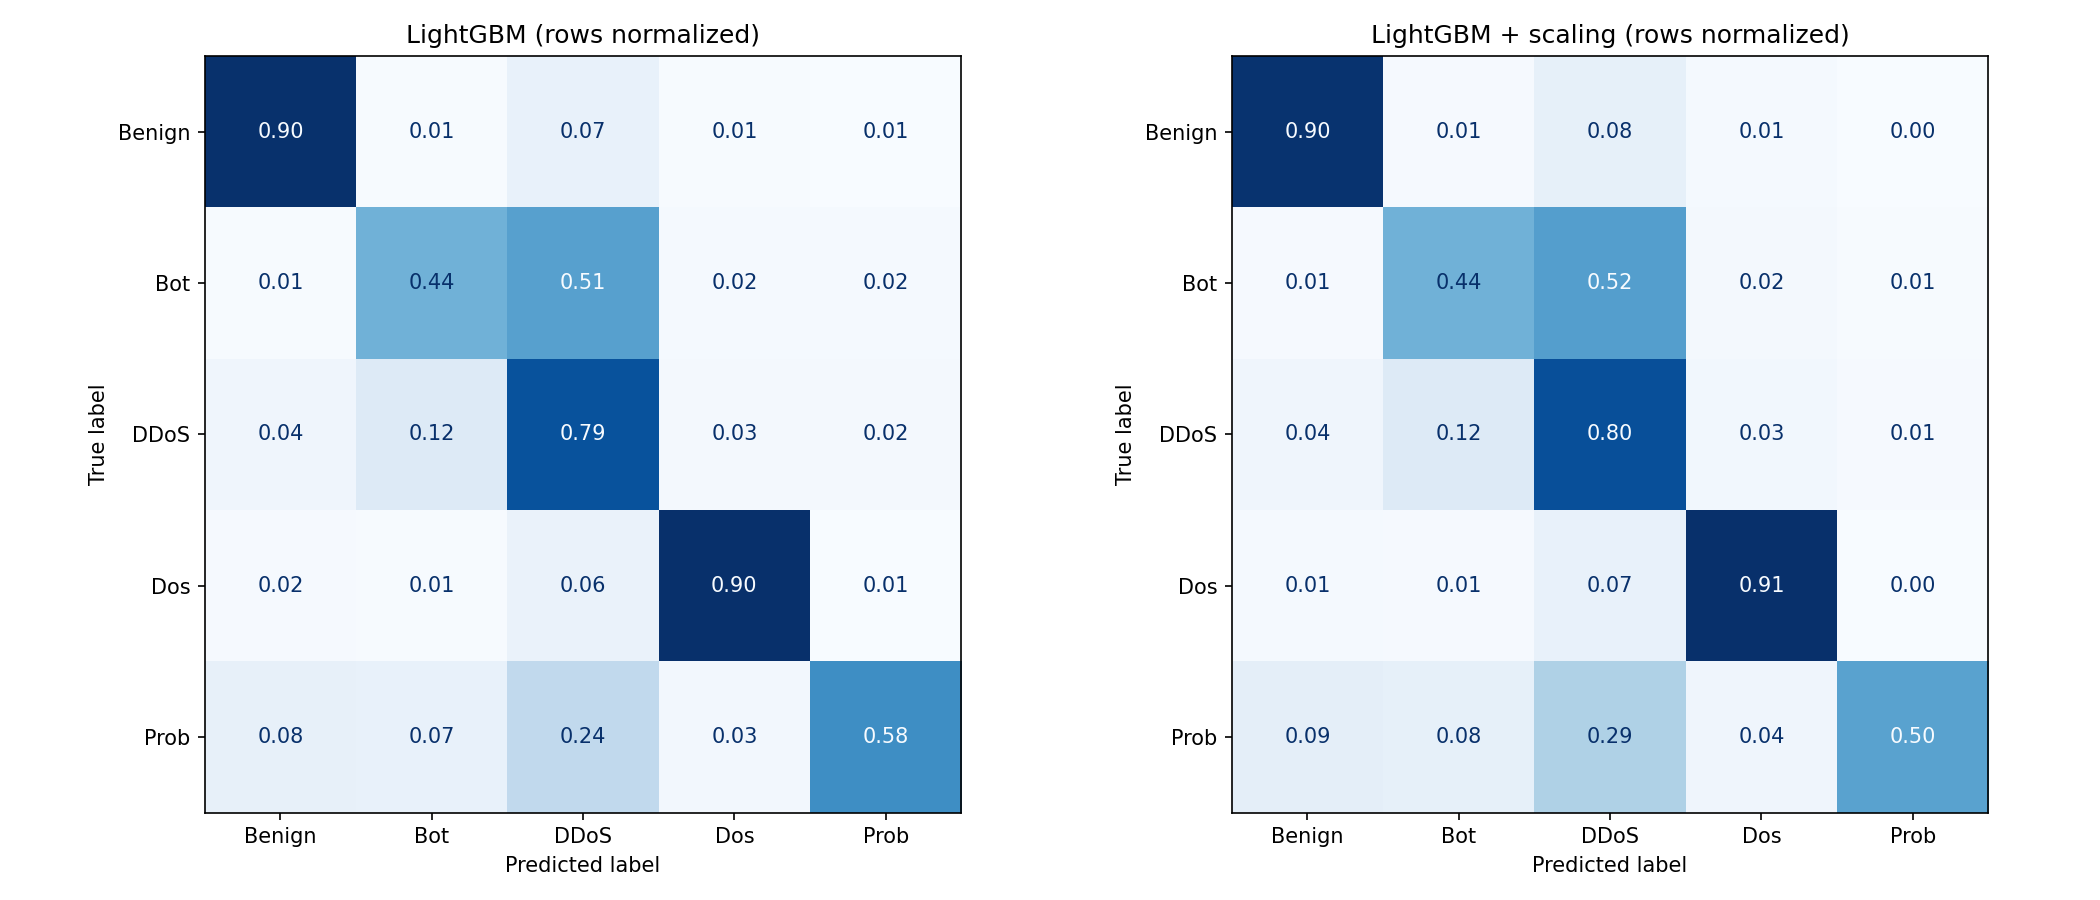 LightGBM (rows normalized)
Benign 0.90 0.01 0.07 0.01 0.01
Bot 0.01 0.44 0.51 0.02 0.02
DDoS 0.04 0.12 0.79 0.03 0.02
Dos 0.02 0.01 0.06 0.90 0.01
Prob 0.08 0.07 0.24 0.03 0.58
Benign Bot DDoS Dos Prob
Predicted label
True label
LightGBM + scaling (rows normalized)
Benign 0.90 0.01 0.08 0.01 0.00
Bot 0.01 0.44 0.52 0.02 0.01
DDoS 0.04 0.12 0.80 0.03 0.01
Dos 0.01 0.01 0.07 0.91 0.00
Prob 0.09 0.08 0.29 0.04 0.50
Benign Bot DDoS Dos Prob
Predicted label
True label